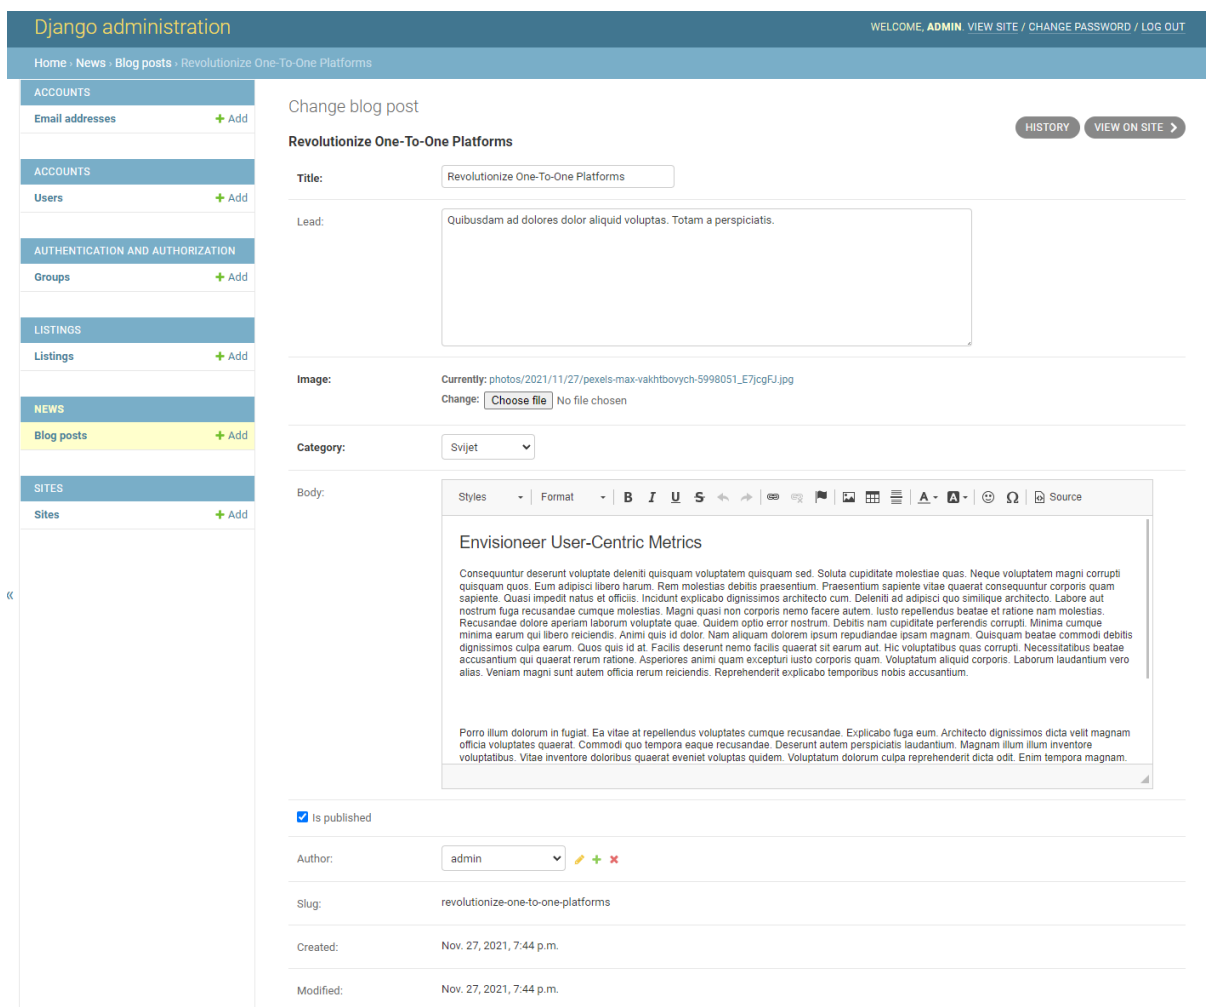 Django administration
WELCOME, ADMIN. VIEW SITE / CHANGE PASSWORD / LOG OUT
Home › News › Blog posts › Revolutionize One-To-One Platforms
ACCOUNTS
Email addresses + Add
ACCOUNTS
Users + Add
AUTHENTICATION AND AUTHORIZATION
Groups + Add
LISTINGS
Listings + Add
NEWS
Blog posts + Add
SITES
Sites + Add
«
Change blog post
HISTORY
VIEW ON SITE
Revolutionize One-To-One Platforms
Title: Revolutionize One-To-One Platforms
Lead: Quibusdam ad dolores dolor aliquid voluptas. Totam a perspiciatis.
Image: Currently: photos/2021/11/27/pexels-max-vakhtbovych-5998051_E7jcgFJ.jpg
Change: Choose file No file chosen
Category: Svijet
Body:
Styles Format B I U S A A Ω Source
Envisioneer User-Centric Metrics
Consequuntur deserunt voluptate deleniti quisquam voluptatem quisquam sed. Soluta cupiditate molestiae quas. Neque voluptatem magni corrupti
quisquam quos. Eum adipisci libero harum. Rem molestias debitis praesentium. Praesentium sapiente vitae quaerat consequuntur corporis quam
sapiente. Quasi impedit natus et officiis. Incidunt explicabo dignissimos architecto cum. Deleniti ad adipisci quo similique architecto. Labore aut
nostrum fuga recusandae cumque molestias. Magni quasi non corporis nemo facere autem. Iusto repellendus beatae et ratione nam molestias.
Recusandae dolore aperiam laborum voluptate quae. Quidem optio error nostrum. Debitis nam cupiditate perferendis corrupti. Minima cumque
minima earum qui libero reiciendis. Animi quis id dolor. Nam aliquam dolorem ipsum repudiandae ipsam magnam. Quisquam beatae commodi debitis
dignissimos culpa earum. Quos quis id at. Facilis deserunt nemo facilis quaerat sit earum aut. Hic voluptatibus quas corrupti. Necessitatibus beatae
accusantium qui quaerat rerum ratione. Asperiores animi quam excepturi iusto corporis quam. Voluptatum aliquid corporis. Laborum laudantium vero
alias. Veniam magni sunt autem officia rerum reiciendis. Reprehenderit explicabo temporibus nobis accusantium.
Porro illum dolorum in fugiat. Ea vitae at repellendus voluptates cumque recusandae. Explicabo fuga eum. Architecto dignissimos dicta velit magnam
officia voluptates quaerat. Commodi quo tempora eaque recusandae. Deserunt autem perspiciatis laudantium. Magnam illum illum inventore
voluptatibus. Vitae inventore doloribus quaerat eveniet voluptas quidem. Voluptatum dolorum culpa reprehenderit dicta odit. Enim tempora magnam.
Is published
Author: admin
Slug: revolutionize-one-to-one-platforms
Created: Nov. 27, 2021, 7:44 p.m.
Modified: Nov. 27, 2021, 7:44 p.m.